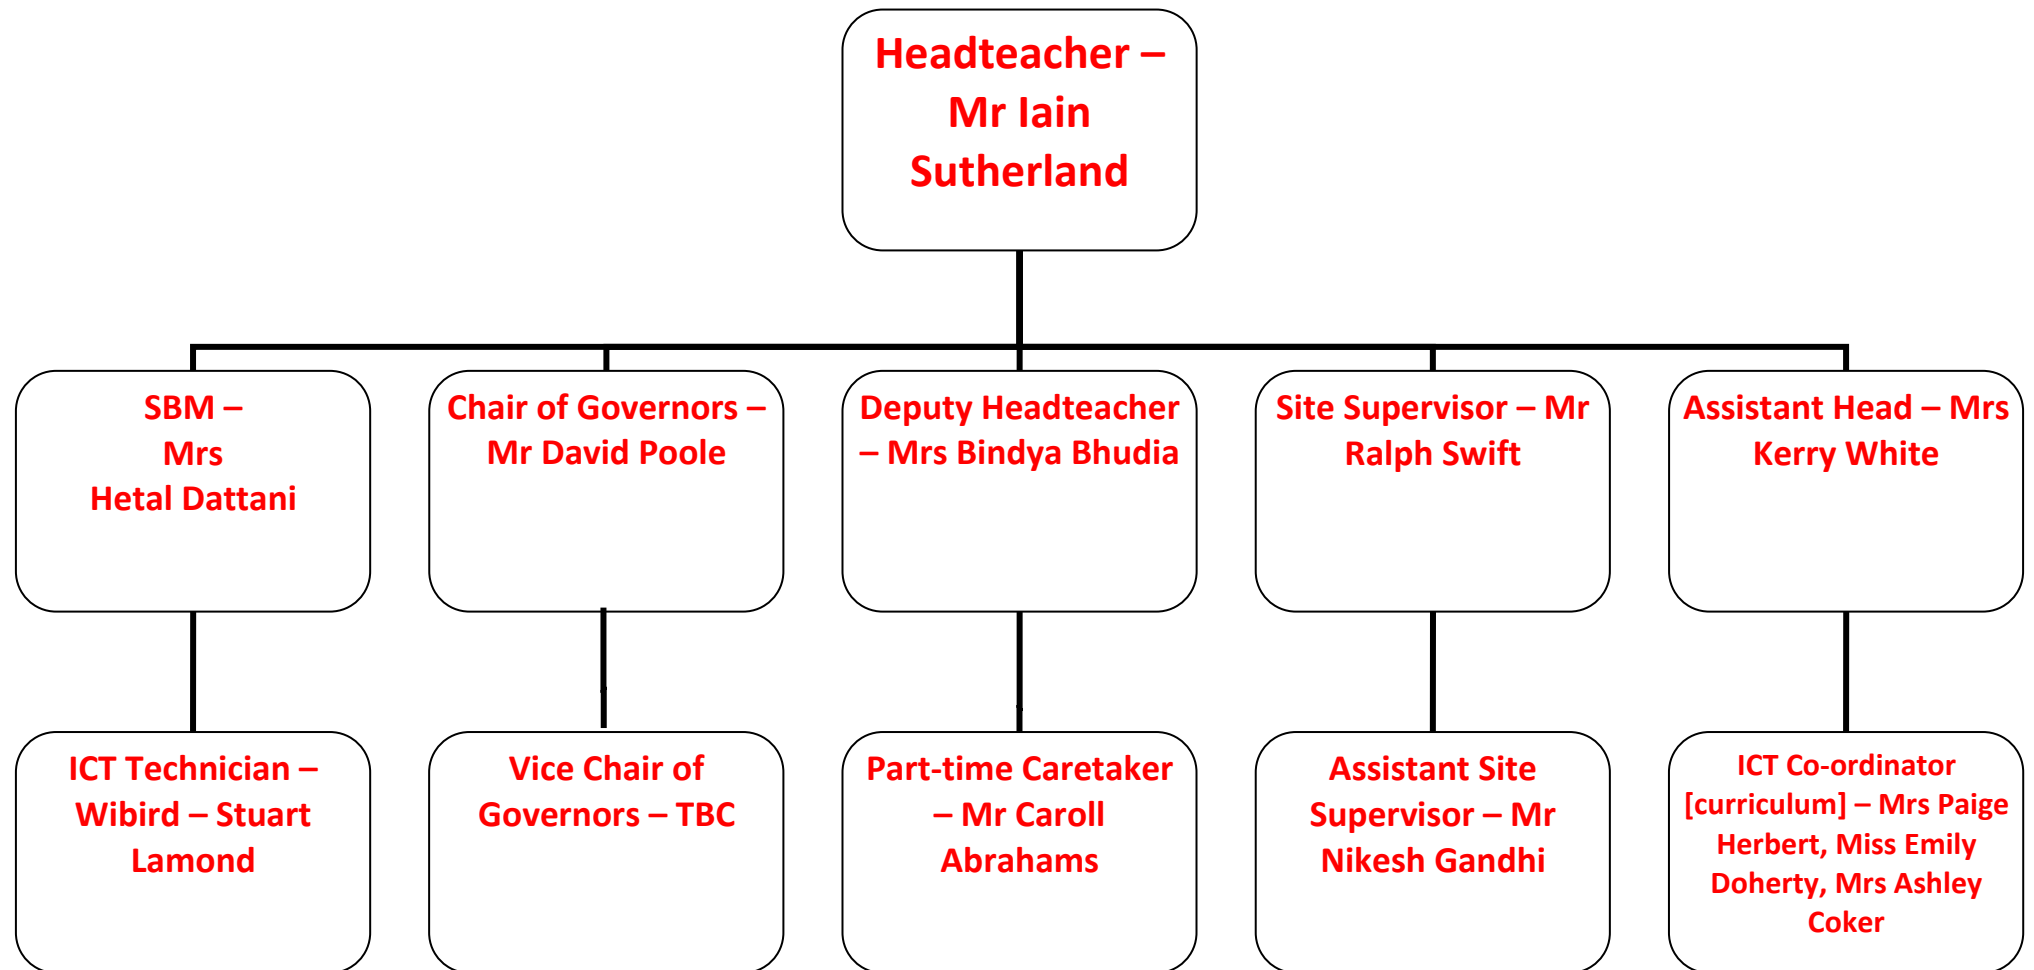 Headteacher –
Mr Iain
Sutherland
SBM –
Mrs
Hetal Dattani
Chair of Governors –
Mr David Poole
Deputy Headteacher
– Mrs Bindya Bhudia
Site Supervisor – Mr
Ralph Swift
Assistant Head – Mrs
Kerry White
ICT Technician –
Wibird – Stuart
Lamond
Vice Chair of
Governors – TBC
Part-time Caretaker
– Mr Caroll
Abrahams
Assistant Site
Supervisor – Mr
Nikesh Gandhi
ICT Co-ordinator
[curriculum] – Mrs Paige
Herbert, Miss Emily
Doherty, Mrs Ashley
Coker